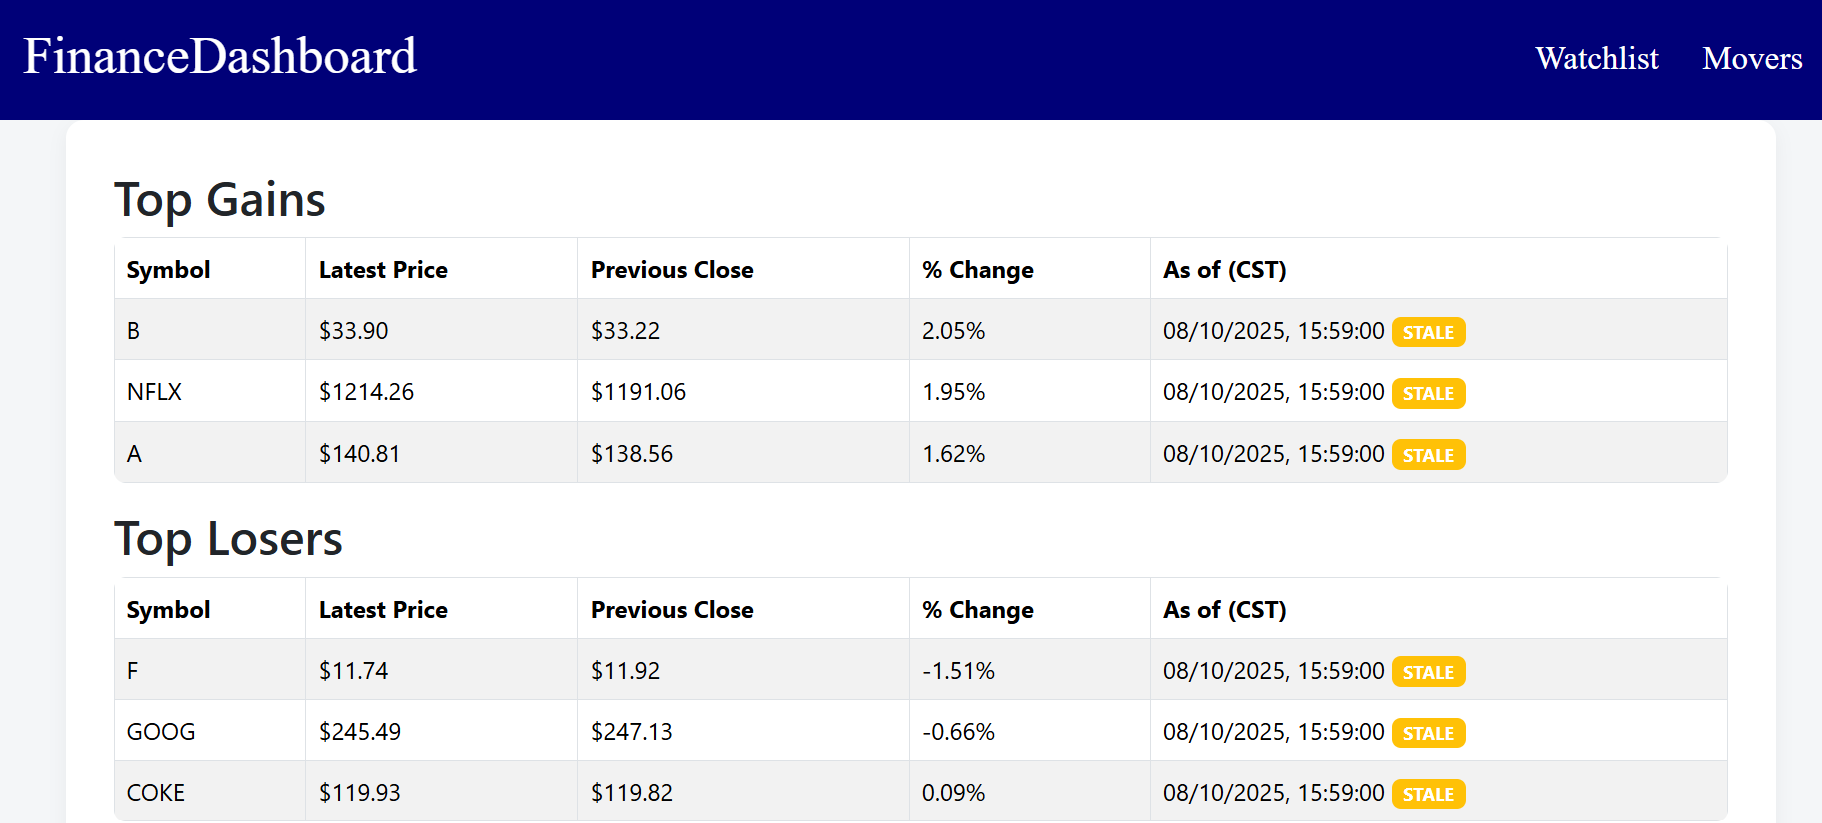 FinanceDashboard Watchlist Movers
Top Gains
Symbol Latest Price Previous Close % Change As of (CST)
B $33.90 $33.22 2.05% 08/10/2025, 15:59:00 STALE
NFLX $1214.26 $1191.06 1.95% 08/10/2025, 15:59:00 STALE
A $140.81 $138.56 1.62% 08/10/2025, 15:59:00 STALE
Top Losers
Symbol Latest Price Previous Close % Change As of (CST)
F $11.74 $11.92 -1.51% 08/10/2025, 15:59:00 STALE
GOOG $245.49 $247.13 -0.66% 08/10/2025, 15:59:00 STALE
COKE $119.93 $119.82 0.09% 08/10/2025, 15:59:00 STALE